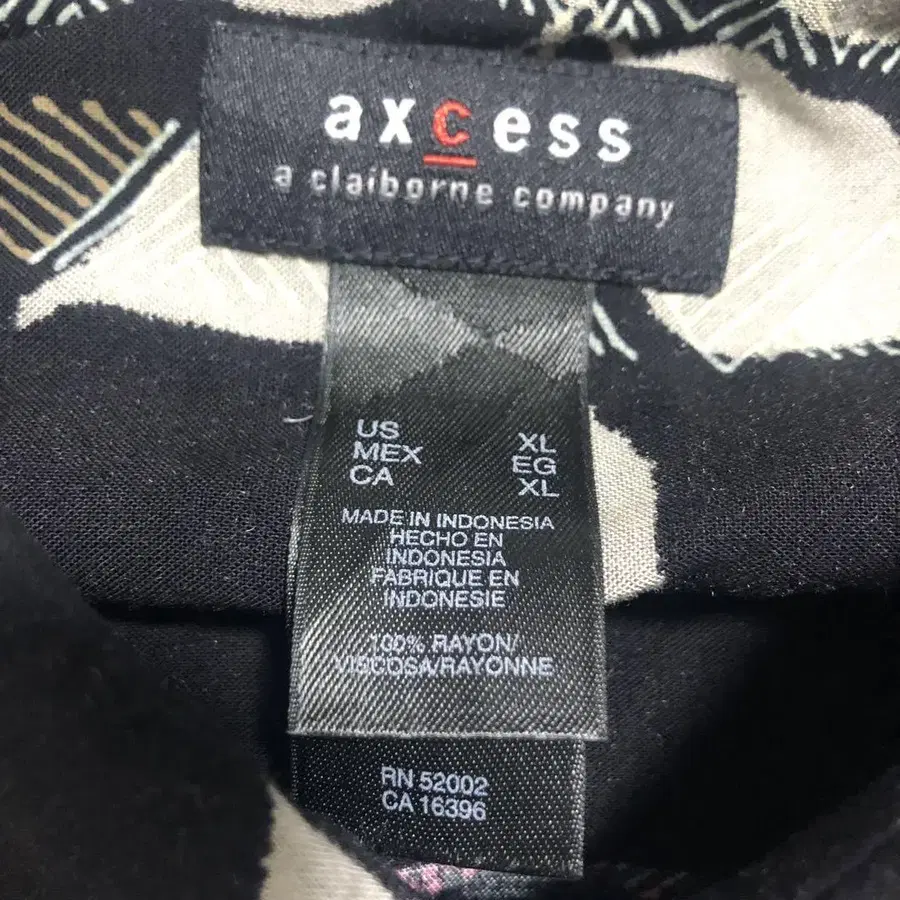 axcess
a claiborne company
US XL
MEX EG
CA XL
MADE IN INDONESIA
HECHO EN
INDONESIA
FABRIQUE EN
INDONESIE
100% RAYON/
VISCOSA/RAYONNE
RN 52002
CA 16396